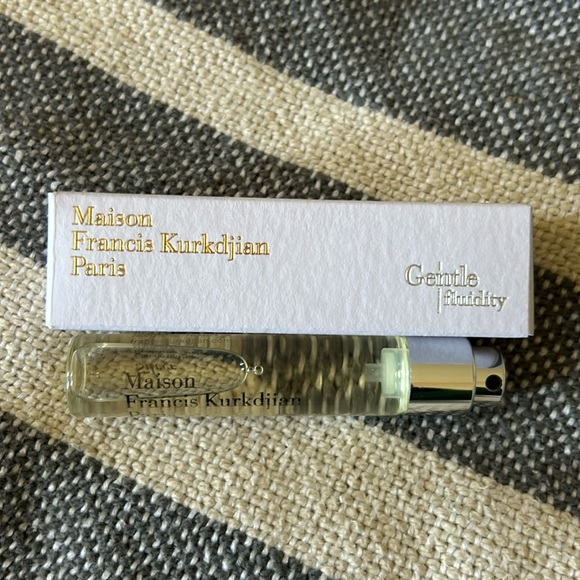 Maison
Francis Kurkdjian
Paris
Gentle
fluidity
Maison
Francis Kurkdjian